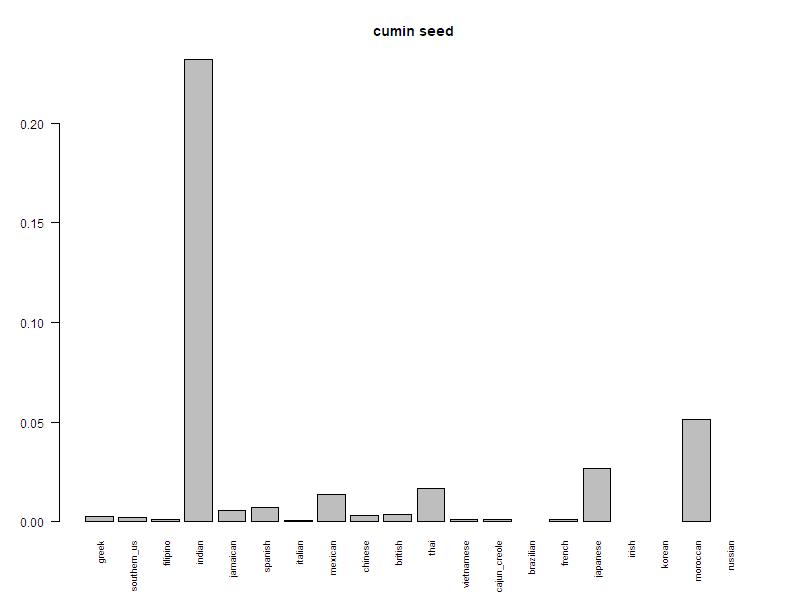 cumin seed
0.20
0.15
0.10
0.05
0.00
greek
southern_us
filipino
indian
jamaican
spanish
italian
mexican
chinese
british
thai
vietnamese
cajun_creole
brazilian
french
japanese
irish
korean
moroccan
russian